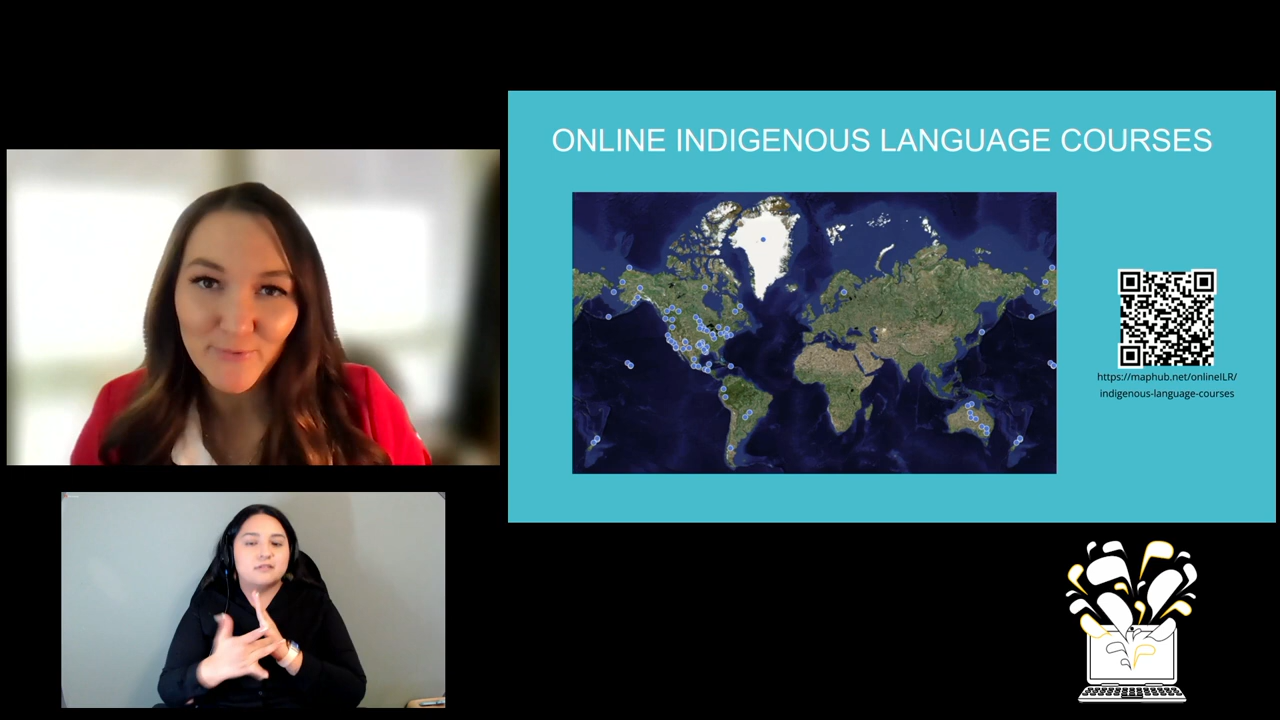 ONLINE INDIGENOUS LANGUAGE COURSES
https://maphub.net/onlineILR/
indigenous-language-courses